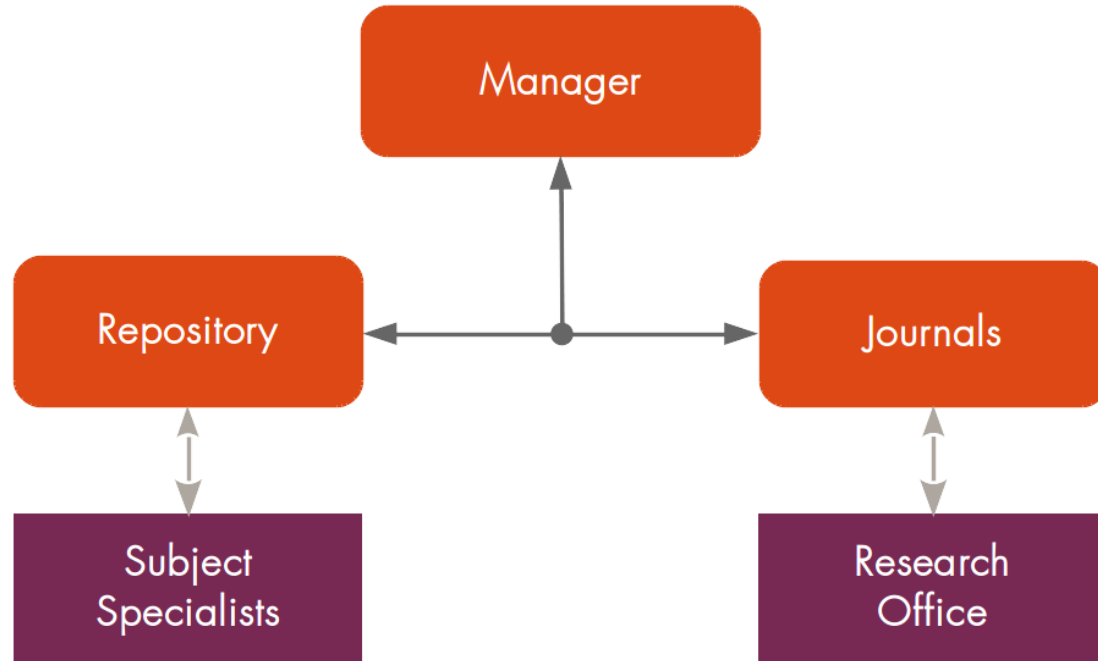 Manager
Repository
Journals
Subject
Specialists
Research
Office